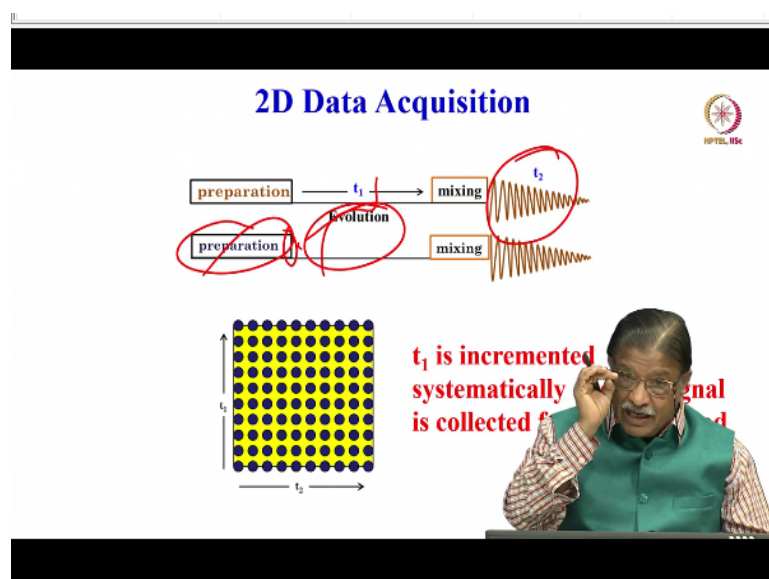 2D Data Acquisition
NPTEL, IISc
preparation
t₁
mixing
t₂
Evolution
preparation
mixing
t₁ is incremented
systematically
is collected
t₁
t₂